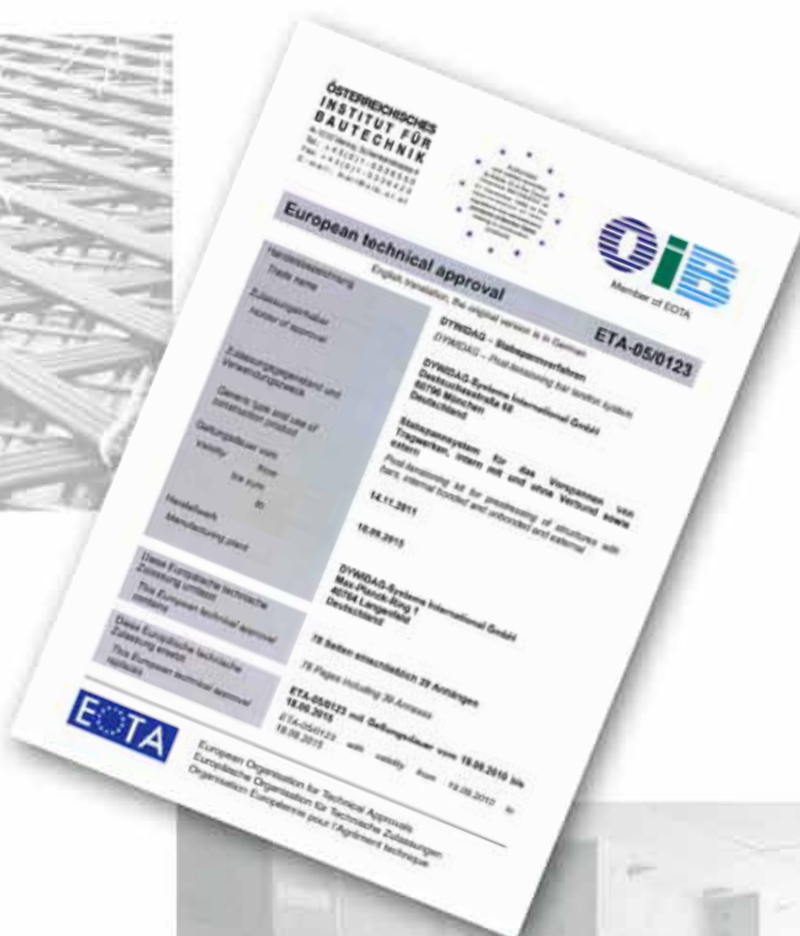 ÖSTERREICHISCHES
INSTITUT FÜR
BAUTECHNIK
OiB
Member of EOTA
European technical approval
English translation, the original version is in German
ETA-05/0123
Handelsbezeichnung
Trade name
DYWIDAG – Stabspannverfahren
DYWIDAG – Post-tensioning bar tendon system
Zulassungsinhaber
Holder of approval
DYWIDAG-Systems International GmbH
Destouchesstraße 68
80796 München
Deutschland
Zulassungsgegenstand und
Verwendungszweck
Generic type and use of
construction product
Stabspannsystem für das Vorspannen von
Tragwerken, intern mit und ohne Verbund sowie
extern
Post-tensioning kit for prestressing of structures with
bars, internal bonded and unbonded and external
Geltungsdauer vom
Validity from
bis zum
to
14.11.2011
18.09.2015
Herstellwerk
Manufacturing plant
DYWIDAG-Systems International GmbH
Max-Planck-Ring 1
40764 Langenfeld
Deutschland
Diese Europäische technische
Zulassung umfasst
This European technical approval
contains
78 Seiten einschließlich 39 Anhängen
78 Pages including 39 Annexes
Diese Europäische technische
Zulassung ersetzt
This European technical approval
replaces
ETA-05/0123 mit Geltungsdauer vom 18.09.2010 bis
18.09.2015
ETA-05/0123 with validity from 18.09.2010 to
18.09.2015
EOTA
European Organisation for Technical Approvals
Europäische Organisation für Technische Zulassungen
Organisation Européenne pour l'Agrément technique